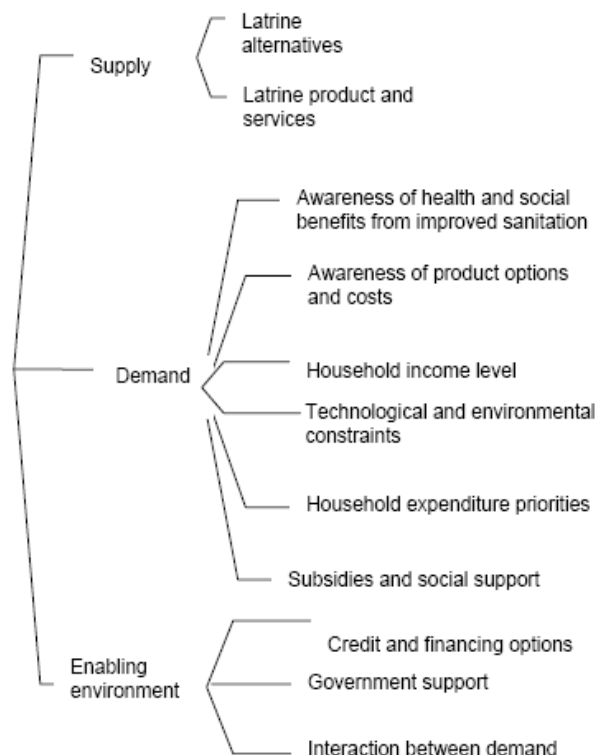 Latrine
alternatives
Supply
Latrine product and
services
Awareness of health and social
benefits from improved sanitation
Awareness of product options
and costs
Household income level
Demand
Technological and environmental
constraints
Household expenditure priorities
Subsidies and social support
Credit and financing options
Enabling
environment
Government support
Interaction between demand